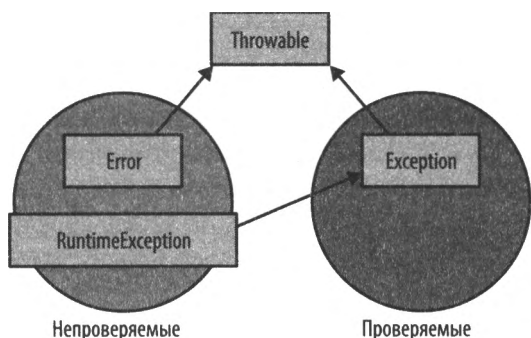 Throwable
Error
Exception
RuntimeException
Непроверяемые
Проверяемые